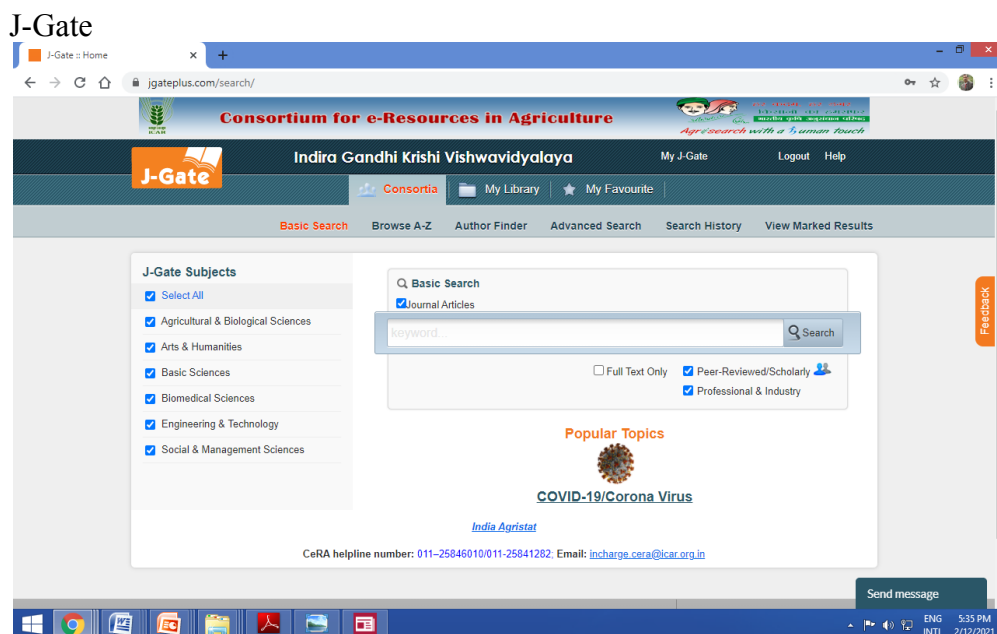 J-Gate
J-Gate :: Home
jgateplus.com/search/
Consortium for e-Resources in Agriculture
Agrisearch with a human touch
J-Gate
Indira Gandhi Krishi Vishwavidyalaya My J-Gate Logout Help
Consortia My Library My Favourite
Basic Search Browse A-Z Author Finder Advanced Search Search History View Marked Results
J-Gate Subjects
Select All
Agricultural & Biological Sciences
Arts & Humanities
Basic Sciences
Biomedical Sciences
Engineering & Technology
Social & Management Sciences
Basic Search
Journal Articles
keyword... Search
Full Text Only Peer-Reviewed/Scholarly
Professional & Industry
Popular Topics
COVID-19/Corona Virus
India Agristat
CeRA helpline number: 011–25846010/011-25841282; Email: incharge.cera@icar.org.in
Feedback
Send message
ENG 5:35 PM
INTL 2/12/2021